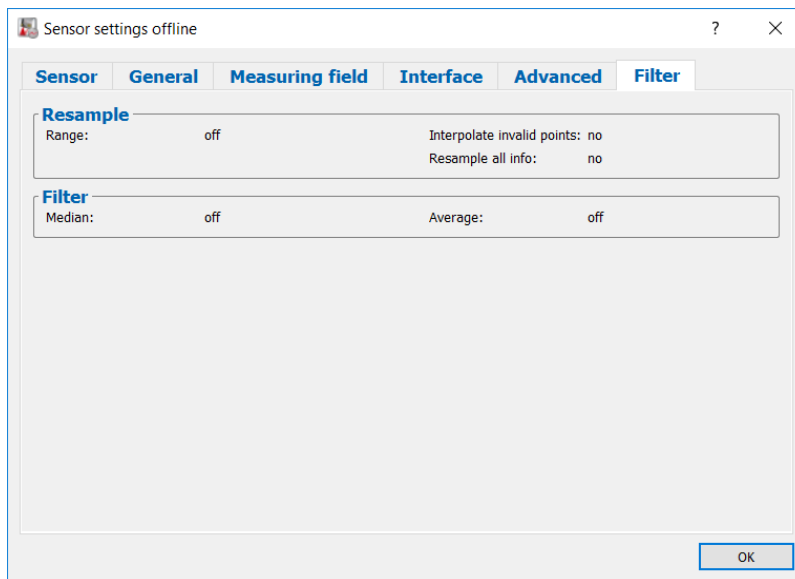 Sensor settings offline
Sensor General Measuring field Interface Advanced Filter
Resample
Range: off Interpolate invalid points: no
Resample all info: no
Filter
Median: off Average: off
OK